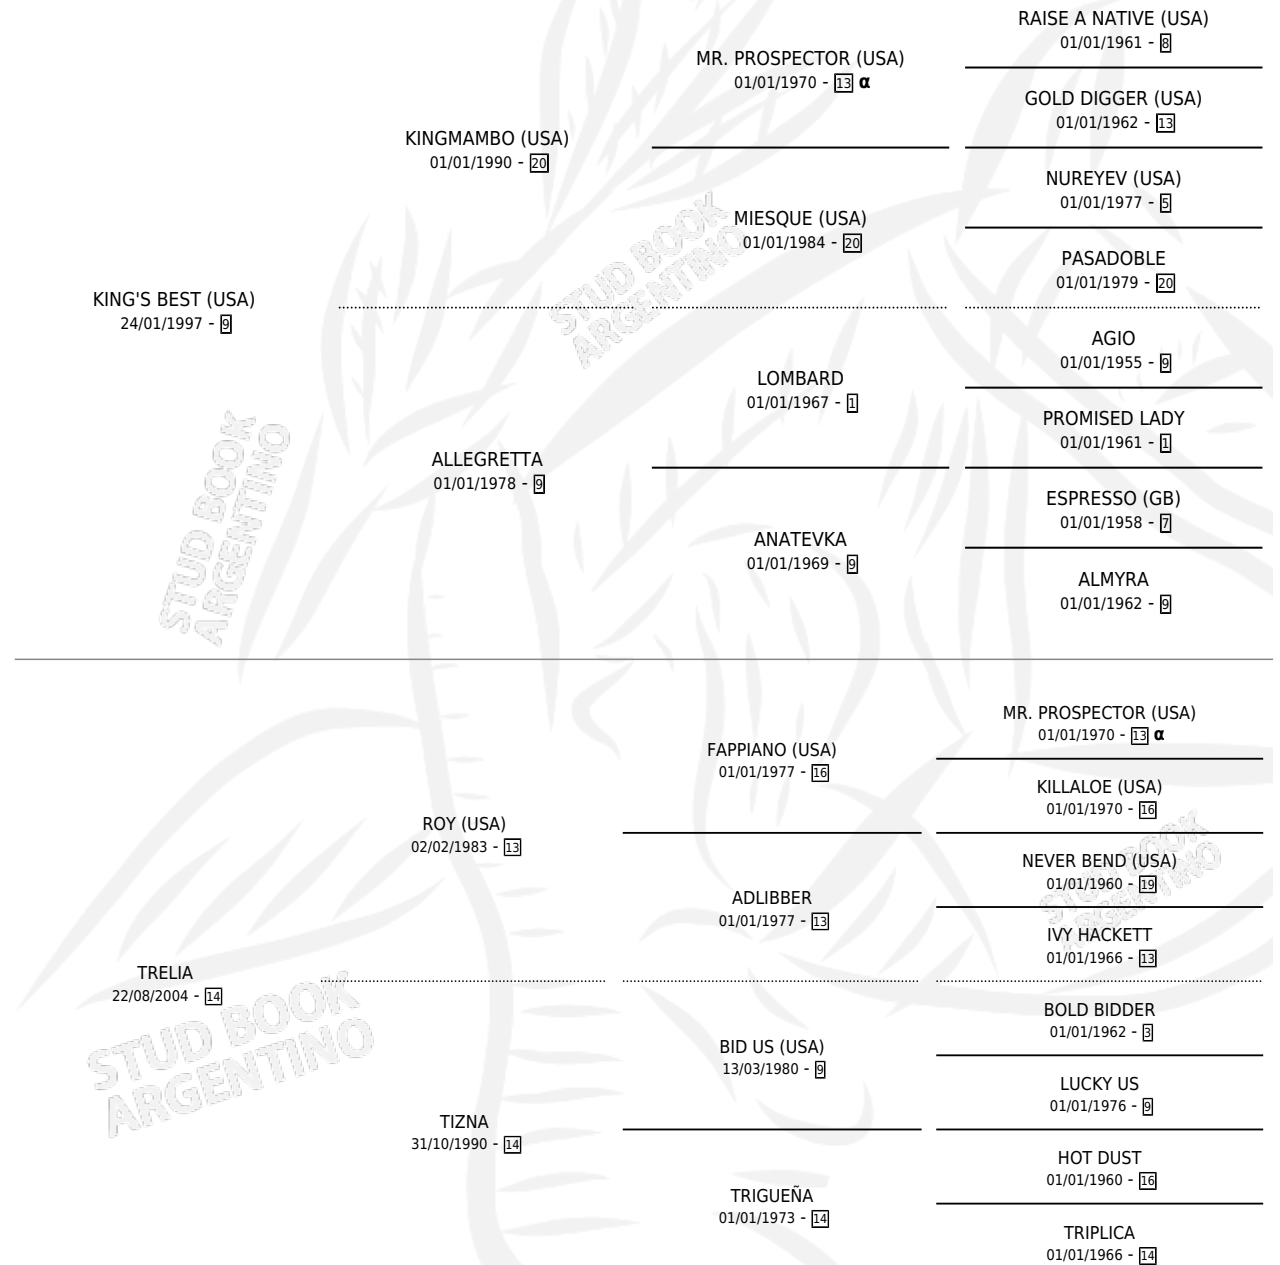 RAISE A NATIVE (USA)
01/01/1961 - 8
MR. PROSPECTOR (USA)
01/01/1970 - 13 α
GOLD DIGGER (USA)
01/01/1962 - 13
KINGMAMBO (USA)
01/01/1990 - 20
NUREYEV (USA)
01/01/1977 - 5
MIESQUE (USA)
01/01/1984 - 20
PASADOBLE
01/01/1979 - 20
KING'S BEST (USA)
24/01/1997 - 9
AGIO
01/01/1955 - 9
LOMBARD
01/01/1967 - 1
PROMISED LADY
01/01/1961 - 1
ALLEGRETTA
01/01/1978 - 9
ESPRESSO (GB)
01/01/1958 - 7
ANATEVKA
01/01/1969 - 9
ALMYRA
01/01/1962 - 9
MR. PROSPECTOR (USA)
01/01/1970 - 13 α
FAPPIANO (USA)
01/01/1977 - 16
KILLALOE (USA)
01/01/1970 - 16
ROY (USA)
02/02/1983 - 13
NEVER BEND (USA)
01/01/1960 - 19
ADLIBBER
01/01/1977 - 13
IVY HACKETT
01/01/1966 - 13
TRELIA
22/08/2004 - 14
BOLD BIDDER
01/01/1962 - 3
BID US (USA)
13/03/1980 - 9
LUCKY US
01/01/1976 - 9
TIZNA
31/10/1990 - 14
HOT DUST
01/01/1960 - 16
TRIGUEÑA
01/01/1973 - 14
TRIPLICA
01/01/1966 - 14
STUD BOOK
ARGENTINO
STUD BOOK
ARGENTINO
STUD BOOK
ARGENTINO
STUD BOOK
ARGENTINO